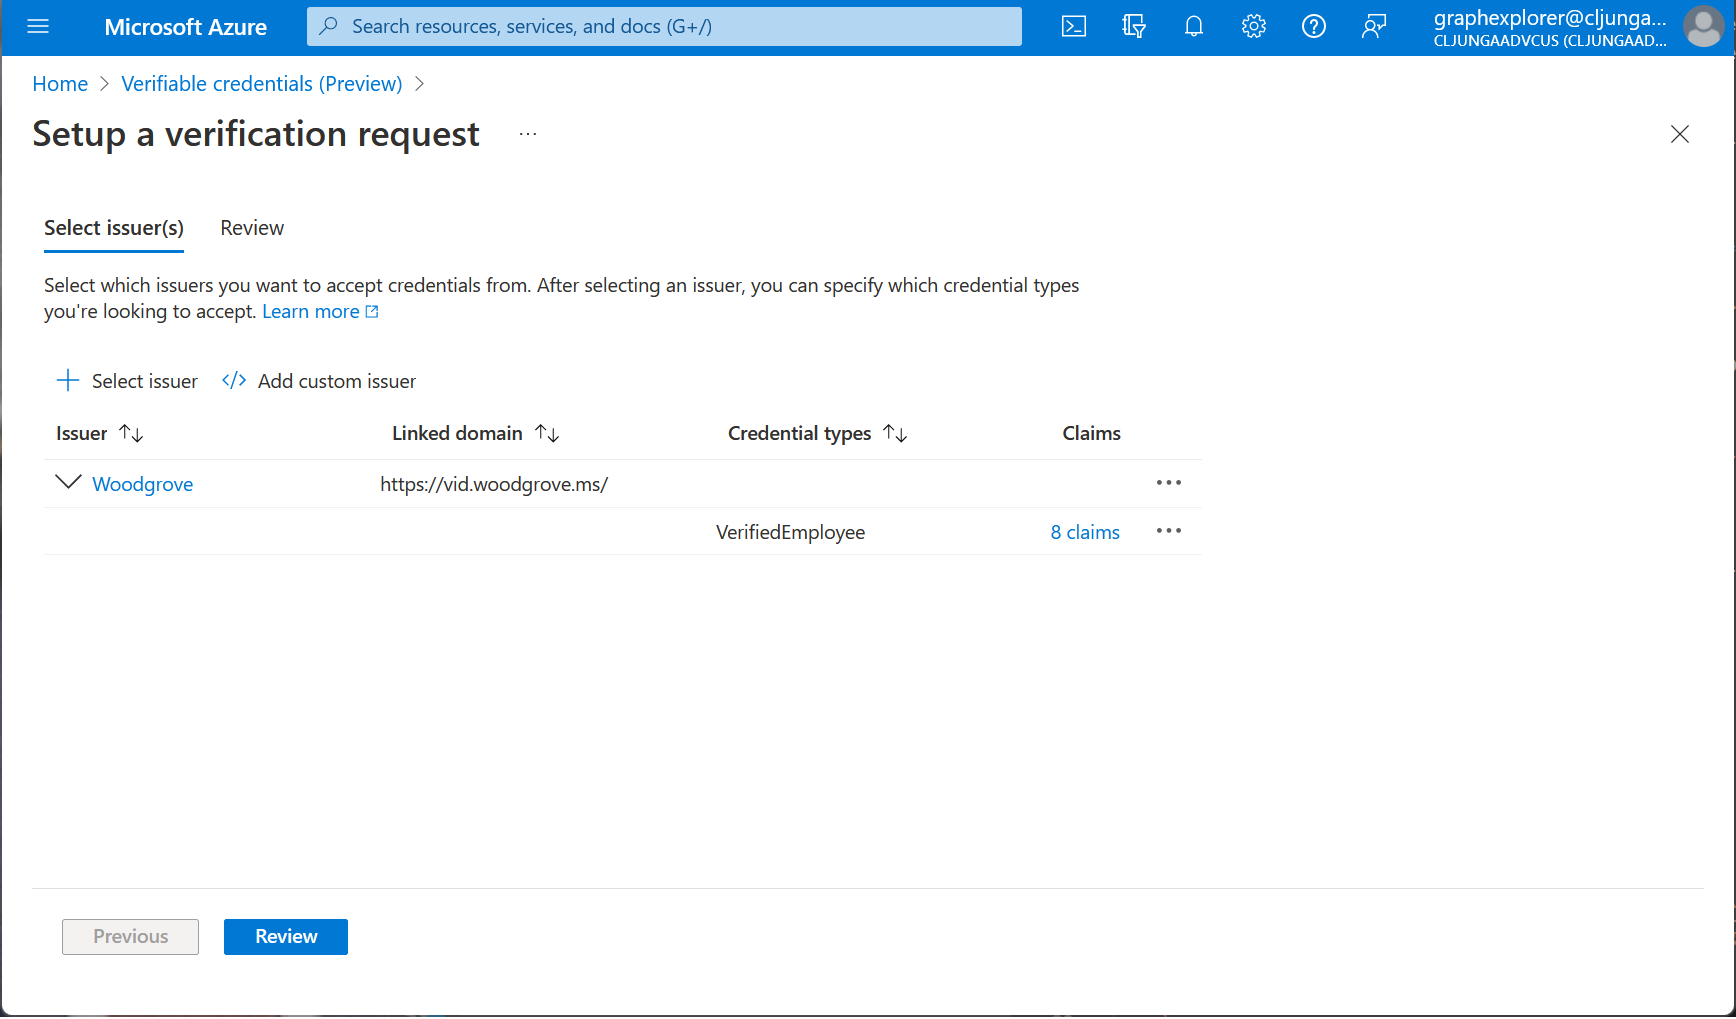 Microsoft Azure
Search resources, services, and docs (G+/)
graphexplorer@cljunga...
CLJUNGAADVCUS (CLJUNGAAD...
Home > Verifiable credentials (Preview) >
Setup a verification request ...
Select issuer(s) Review
Select which issuers you want to accept credentials from. After selecting an issuer, you can specify which credential types
you're looking to accept. Learn more
Select issuer Add custom issuer
Issuer Linked domain Credential types Claims
Woodgrove https://vid.woodgrove.ms/
VerifiedEmployee 8 claims
Previous Review